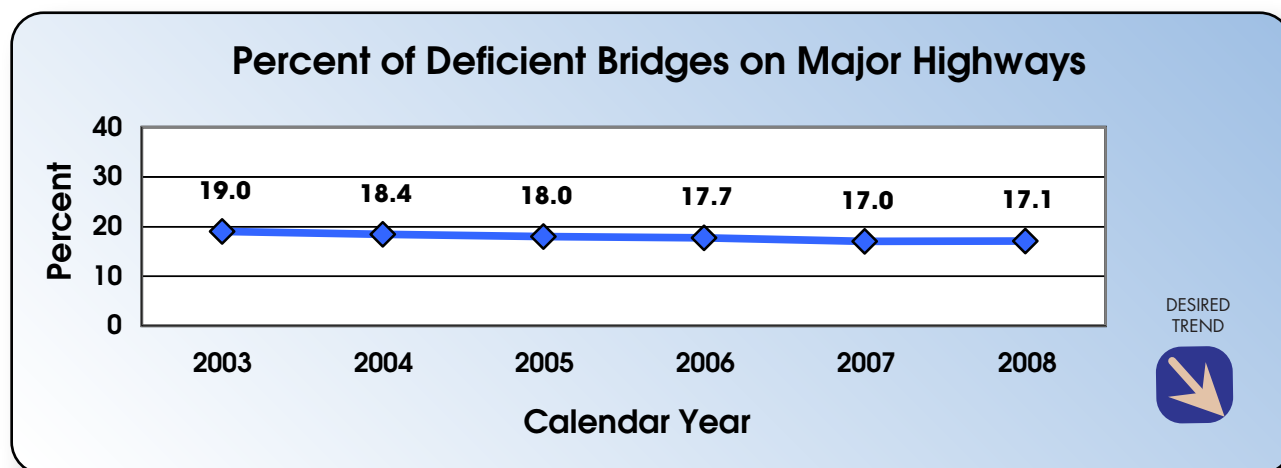 Percent of Deficient Bridges on Major Highways
Percent
40
30
20
10
0
19.0 18.4 18.0 17.7 17.0 17.1
2003 2004 2005 2006 2007 2008
Calendar Year
DESIRED
TREND